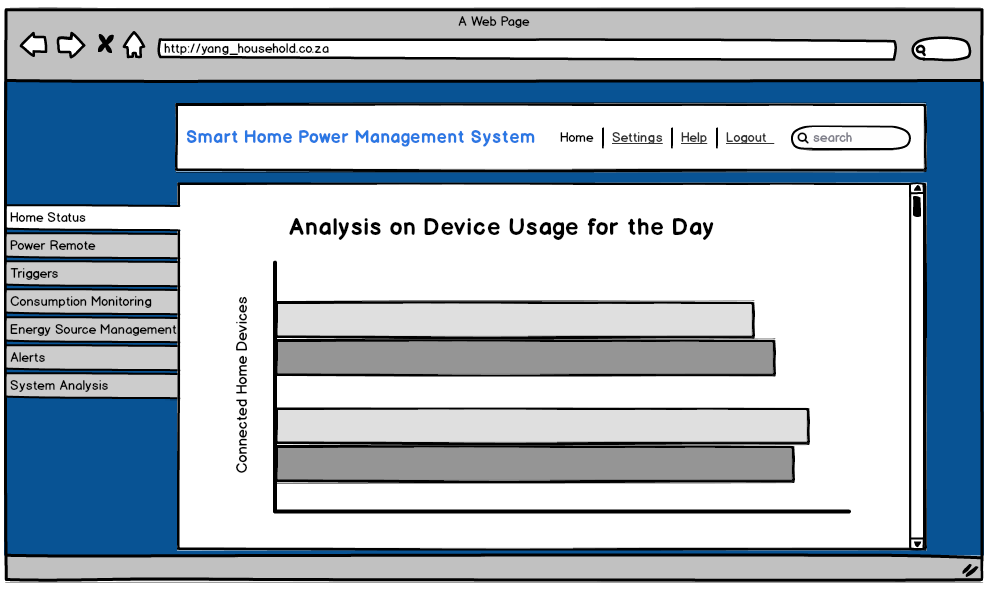 A Web Page
http://yang_household.co.za
Smart Home Power Management System
Home
Settings
Help
Logout
search
Home Status
Power Remote
Triggers
Consumption Monitoring
Energy Source Management
Alerts
System Analysis
Analysis on Device Usage for the Day
Connected Home Devices